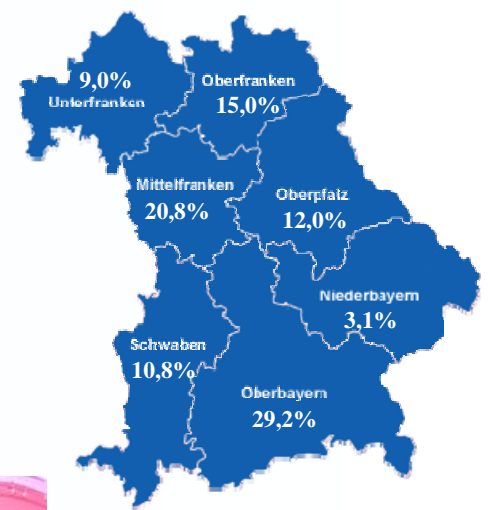 9,0%
Unterfranken
Oberfranken
15,0%
Mittelfranken
20,8%
Oberpfalz
12,0%
Niederbayern
3,1%
Schwaben
10,8%
Oberbayern
29,2%